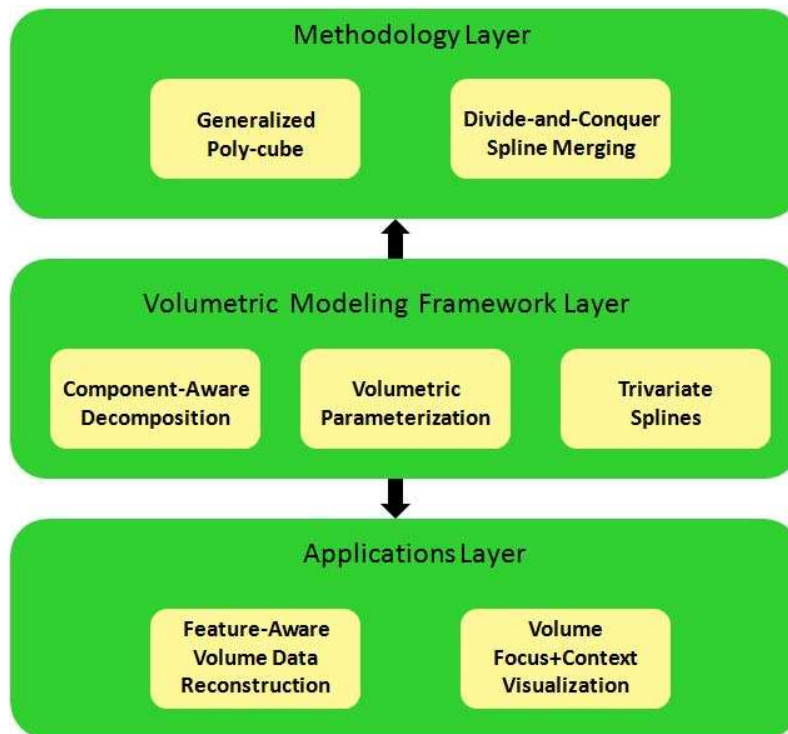 Methodology Layer
Generalized
Poly-cube
Divide-and-Conquer
Spline Merging
Volumetric Modeling Framework Layer
Component-Aware
Decomposition
Volumetric
Parameterization
Trivariate
Splines
Applications Layer
Feature-Aware
Volume Data
Reconstruction
Volume
Focus+Context
Visualization